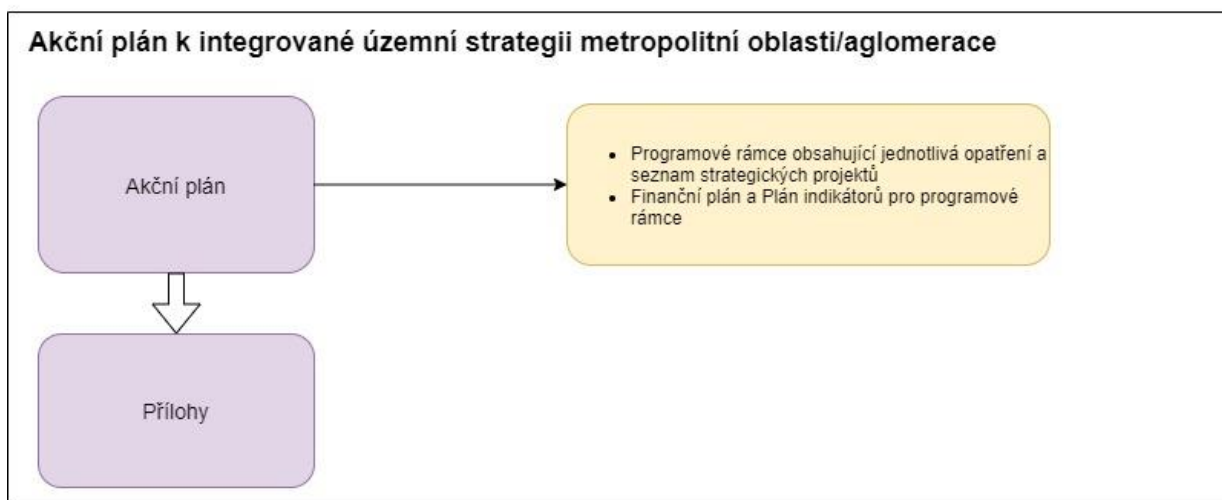 Akční plán k integrované územní strategii metropolitní oblasti/aglomerace
Akční plán
• Programové rámce obsahující jednotlivá opatření a
seznam strategických projektů
• Finanční plán a Plán indikátorů pro programové
rámce
Přílohy